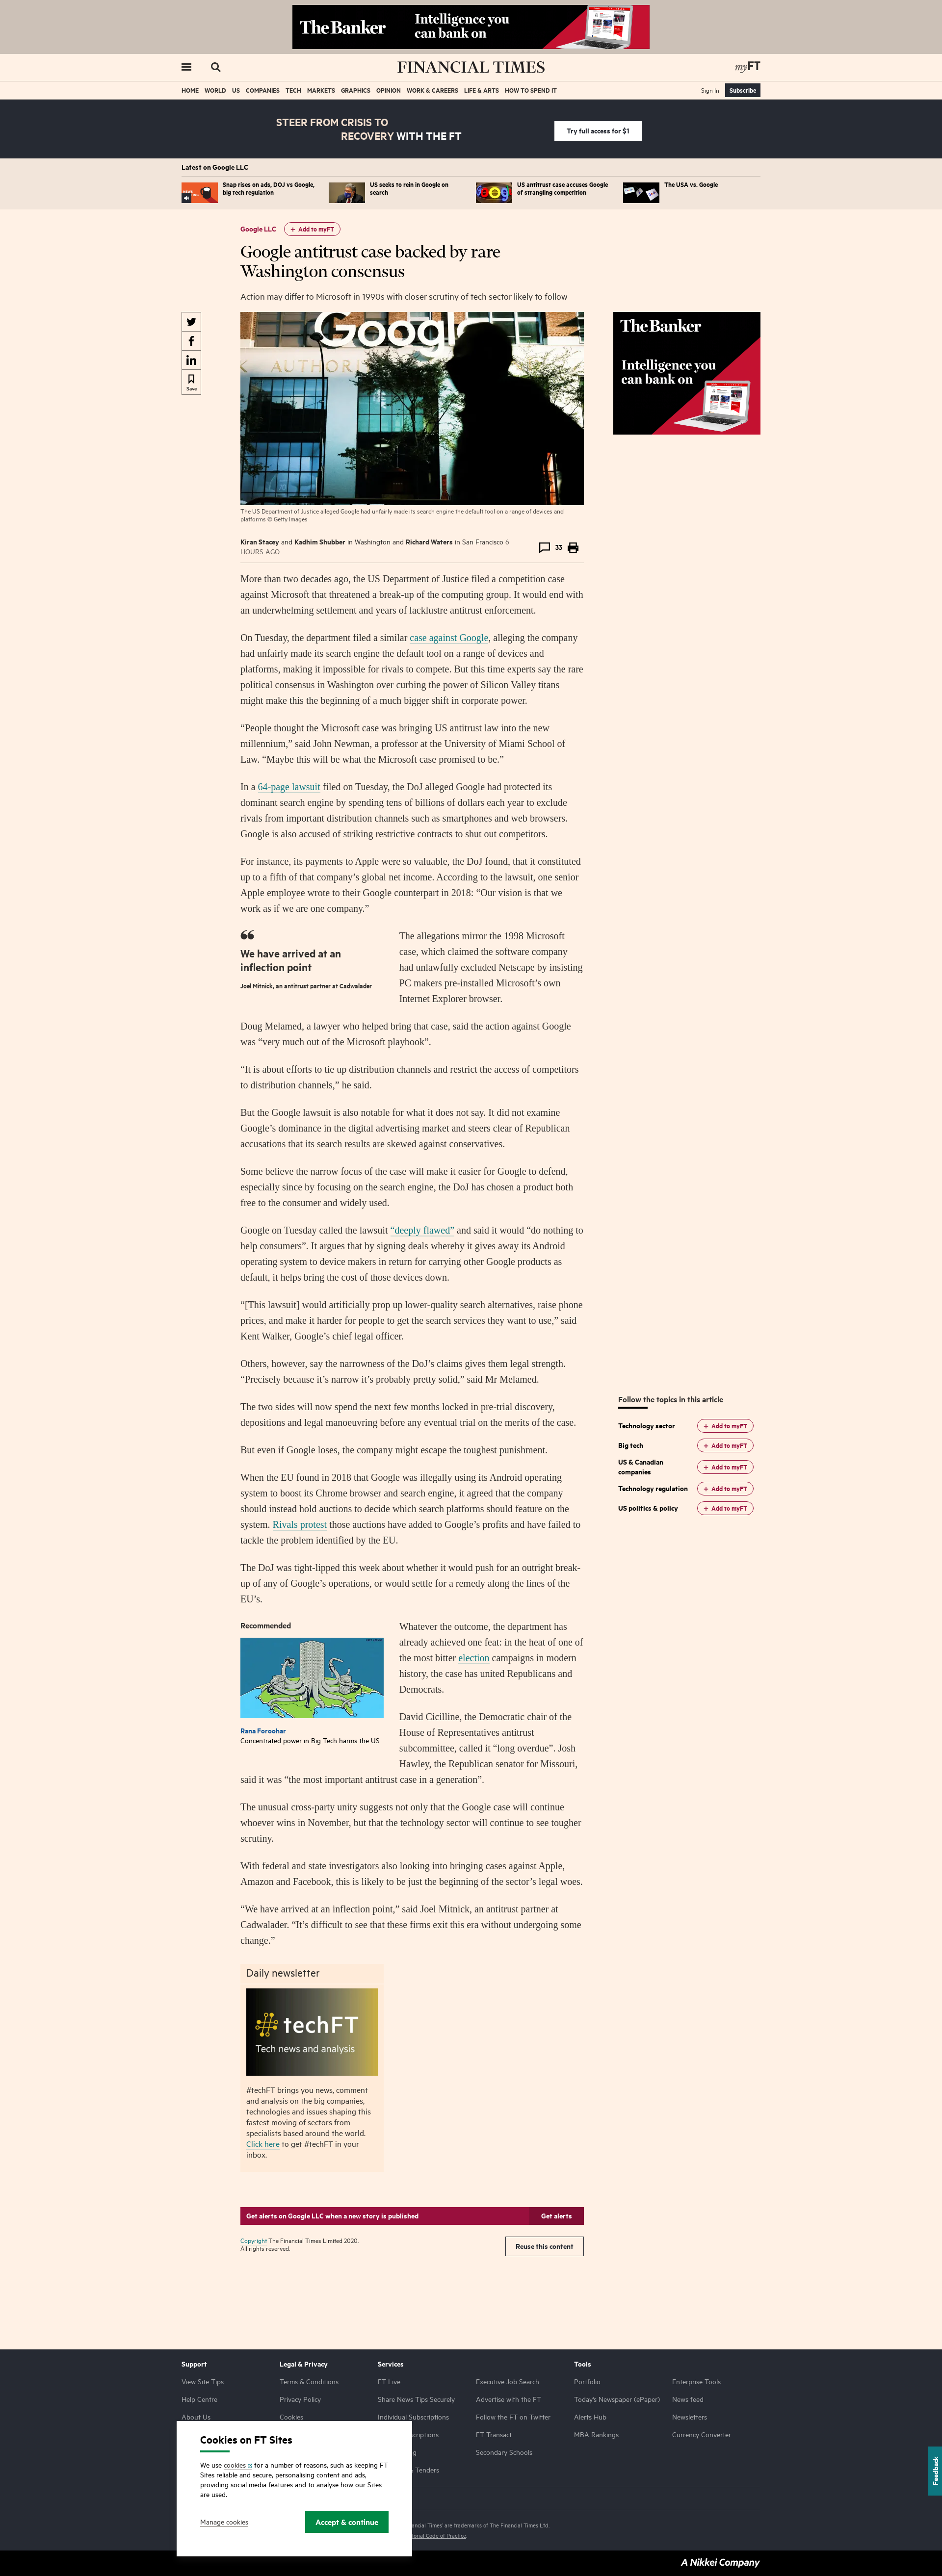 The Banker
Intelligence you
can bank on
FINANCIAL TIMES
myFT
HOME WORLD US COMPANIES TECH MARKETS GRAPHICS OPINION WORK & CAREERS LIFE & ARTS HOW TO SPEND IT
Sign In Subscribe
STEER FROM CRISIS TO
RECOVERY WITH THE FT
Try full access for $1
Latest on Google LLC
Snap rises on ads, DOJ vs Google,
big tech regulation
US seeks to rein in Google on
search
US antitrust case accuses Google
of strangling competition
The USA vs. Google
Google LLC
+ Add to myFT
Google antitrust case backed by rare
Washington consensus
Action may differ to Microsoft in 1990s with closer scrutiny of tech sector likely to follow
Save
Google
AUTHOR
The Banker
Intelligence you
can bank on
The US Department of Justice alleged Google had unfairly made its search engine the default tool on a range of devices and
platforms © Getty Images
Kiran Stacey and Kadhim Shubber in Washington and Richard Waters in San Francisco 6
HOURS AGO
33
More than two decades ago, the US Department of Justice filed a competition case
against Microsoft that threatened a break-up of the computing group. It would end with
an underwhelming settlement and years of lacklustre antitrust enforcement.
On Tuesday, the department filed a similar case against Google, alleging the company
had unfairly made its search engine the default tool on a range of devices and
platforms, making it impossible for rivals to compete. But this time experts say the rare
political consensus in Washington over curbing the power of Silicon Valley titans
might make this the beginning of a much bigger shift in corporate power.
“People thought the Microsoft case was bringing US antitrust law into the new
millennium,” said John Newman, a professor at the University of Miami School of
Law. “Maybe this will be what the Microsoft case promised to be.”
In a 64-page lawsuit filed on Tuesday, the DoJ alleged Google had protected its
dominant search engine by spending tens of billions of dollars each year to exclude
rivals from important distribution channels such as smartphones and web browsers.
Google is also accused of striking restrictive contracts to shut out competitors.
For instance, its payments to Apple were so valuable, the DoJ found, that it constituted
up to a fifth of that company’s global net income. According to the lawsuit, one senior
Apple employee wrote to their Google counterpart in 2018: “Our vision is that we
work as if we are one company.”
We have arrived at an
inflection point
Joel Mitnick, an antitrust partner at Cadwalader
The allegations mirror the 1998 Microsoft
case, which claimed the software company
had unlawfully excluded Netscape by insisting
PC makers pre-installed Microsoft’s own
Internet Explorer browser.
Doug Melamed, a lawyer who helped bring that case, said the action against Google
was “very much out of the Microsoft playbook”.
“It is about efforts to tie up distribution channels and restrict the access of competitors
to distribution channels,” he said.
But the Google lawsuit is also notable for what it does not say. It did not examine
Google’s dominance in the digital advertising market and steers clear of Republican
accusations that its search results are skewed against conservatives.
Some believe the narrow focus of the case will make it easier for Google to defend,
especially since by focusing on the search engine, the DoJ has chosen a product both
free to the consumer and widely used.
Google on Tuesday called the lawsuit “deeply flawed” and said it would “do nothing to
help consumers”. It argues that by signing deals whereby it gives away its Android
operating system to device makers in return for carrying other Google products as
default, it helps bring the cost of those devices down.
“[This lawsuit] would artificially prop up lower-quality search alternatives, raise phone
prices, and make it harder for people to get the search services they want to use,” said
Kent Walker, Google’s chief legal officer.
Others, however, say the narrowness of the DoJ’s claims gives them legal strength.
“Precisely because it’s narrow it’s probably pretty solid,” said Mr Melamed.
The two sides will now spend the next few months locked in pre-trial discovery,
depositions and legal manoeuvring before any eventual trial on the merits of the case.
But even if Google loses, the company might escape the toughest punishment.
When the EU found in 2018 that Google was illegally using its Android operating
system to boost its Chrome browser and search engine, it agreed that the company
should instead hold auctions to decide which search platforms should feature on the
system. Rivals protest those auctions have added to Google’s profits and have failed to
tackle the problem identified by the EU.
The DoJ was tight-lipped this week about whether it would push for an outright break-
up of any of Google’s operations, or would settle for a remedy along the lines of the
EU’s.
Follow the topics in this article
Technology sector + Add to myFT
Big tech + Add to myFT
US & Canadian
companies + Add to myFT
Technology regulation + Add to myFT
US politics & policy + Add to myFT
Recommended
Rana Foroohar
Concentrated power in Big Tech harms the US
Whatever the outcome, the department has
already achieved one feat: in the heat of one of
the most bitter election campaigns in modern
history, the case has united Republicans and
Democrats.
David Cicilline, the Democratic chair of the
House of Representatives antitrust
subcommittee, called it “long overdue”. Josh
Hawley, the Republican senator for Missouri,
said it was “the most important antitrust case in a generation”.
The unusual cross-party unity suggests not only that the Google case will continue
whoever wins in November, but that the technology sector will continue to see tougher
scrutiny.
With federal and state investigators also looking into bringing cases against Apple,
Amazon and Facebook, this is likely to be just the beginning of the sector’s legal woes.
“We have arrived at an inflection point,” said Joel Mitnick, an antitrust partner at
Cadwalader. “It’s difficult to see that these firms exit this era without undergoing some
change.”
Daily newsletter
techFT
Tech news and analysis
#techFT brings you news, comment
and analysis on the big companies,
technologies and issues shaping this
fastest moving of sectors from
specialists based around the world.
Click here to get #techFT in your
inbox.
Get alerts on Google LLC when a new story is published
Get alerts
Copyright The Financial Times Limited 2020.
All rights reserved.
Reuse this content
Support
View Site Tips
Help Centre
About Us
Legal & Privacy
Terms & Conditions
Privacy Policy
Cookies
Services
FT Live
Share News Tips Securely
Individual Subscriptions
scriptions
g
Tenders
Executive Job Search
Advertise with the FT
Follow the FT on Twitter
FT Transact
Secondary Schools
Tools
Portfolio
Today's Newspaper (ePaper)
Alerts Hub
MBA Rankings
Enterprise Tools
News feed
Newsletters
Currency Converter
Feedback
Cookies on FT Sites
We use cookies for a number of reasons, such as keeping FT
Sites reliable and secure, personalising content and ads,
providing social media features and to analyse how our Sites
are used.
Manage cookies
Accept & continue
ancial Times' are trademarks of The Financial Times Ltd.
torial Code of Practice.
A Nikkei Company